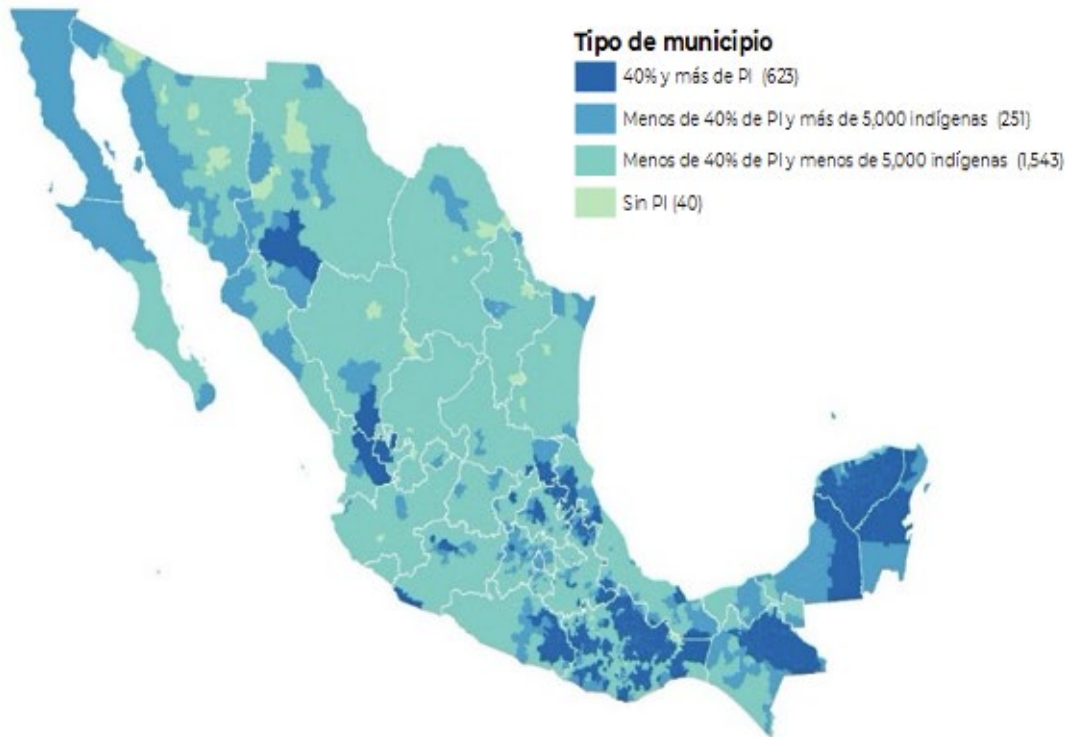 Tipo de municipio
40% y más de PI (623)
Menos de 40% de PI y más de 5,000 indígenas (251)
Menos de 40% de PI y menos de 5,000 indígenas (1,543)
Sin PI (40)